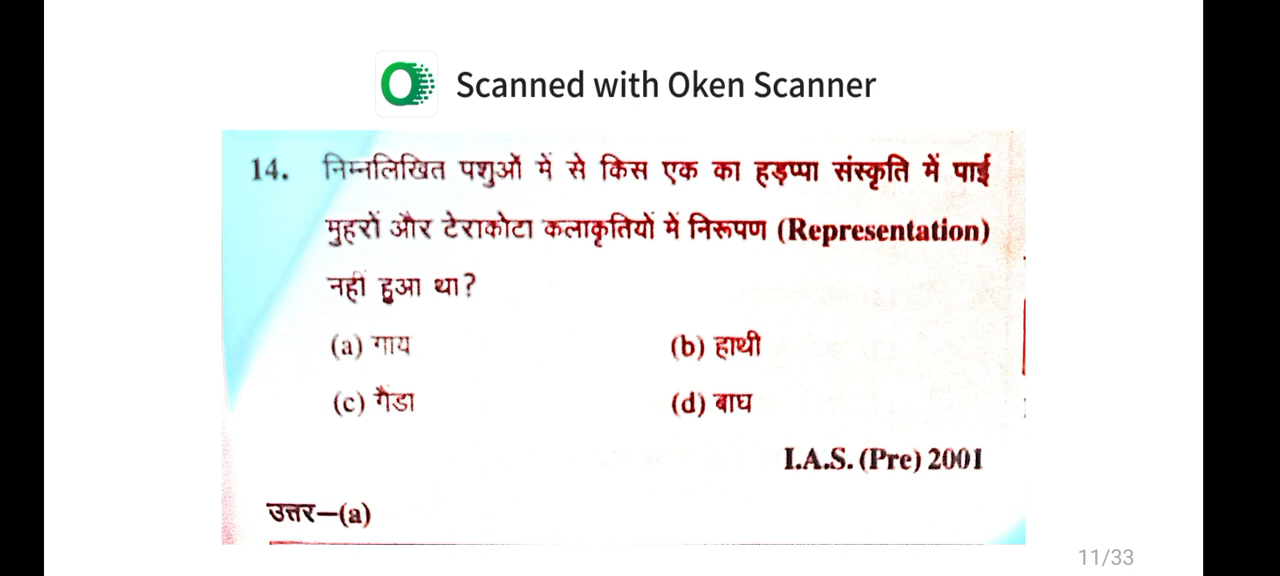 Scanned with Oken Scanner
14. निम्नलिखित पशुओं में से किस एक का हड़प्पा संस्कृति में पाई
मुहरों और टेराकोटा कलाकृतियों में निरूपण (Representation)
नहीं हुआ था?
(a) गाय (b) हाथी
(c) गैंडा (d) बाघ
I.A.S. (Pre) 2001
उत्तर–(a)
11/33